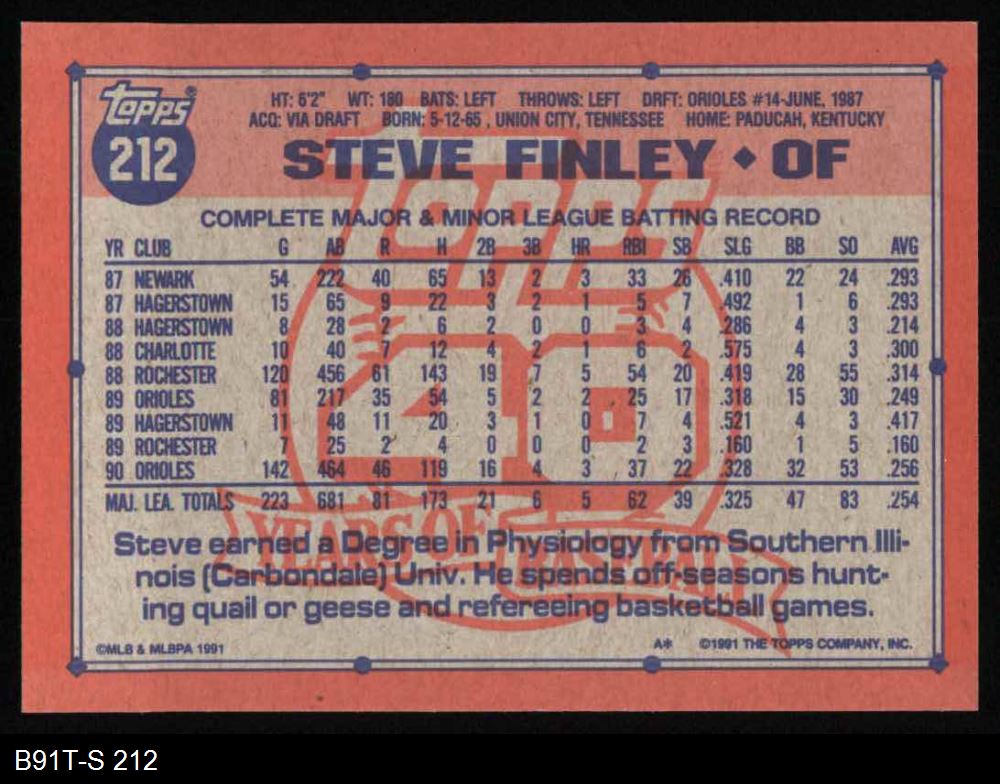 Topps®
212
HT: 6'2" WT: 180 BATS: LEFT THROWS: LEFT DRFT: ORIOLES #14-JUNE, 1987
ACQ: VIA DRAFT BORN: 5-12-65, UNION CITY, TENNESSEE HOME: PADUCAH, KENTUCKY
STEVE FINLEY ♦ OF
COMPLETE MAJOR & MINOR LEAGUE BATTING RECORD
YR CLUB G AB R H 2B 3B HR RBI SB SLG BB SO AVG
87 NEWARK 54 222 40 65 13 2 3 33 26 .410 22 24 .293
87 HAGERSTOWN 15 65 9 22 3 2 1 5 7 .492 1 6 .293
88 HAGERSTOWN 8 28 2 6 2 0 0 3 4 .286 4 3 .214
88 CHARLOTTE 10 40 7 12 4 2 1 6 2 .575 4 3 .300
88 ROCHESTER 120 456 61 143 19 7 5 54 20 .419 28 55 .314
89 ORIOLES 81 217 35 54 5 2 2 25 17 .318 15 30 .249
89 HAGERSTOWN 11 48 11 20 3 1 0 7 4 .521 4 3 .417
89 ROCHESTER 7 25 2 4 0 0 0 2 3 .160 1 5 .160
90 ORIOLES 142 464 46 119 16 4 3 37 22 .328 32 53 .256
MAJ. LEA. TOTALS 223 681 81 173 21 6 5 62 39 .325 47 83 .254
Topps
40
YEARS OF BASEBALL
Steve earned a Degree in Physiology from Southern Illi-
nois (Carbondale) Univ. He spends off-seasons hunt-
ing quail or geese and refereeing basketball games.
©MLB & MLBPA 1991 A* ©1991 THE TOPPS COMPANY, INC.
B91T-S 212